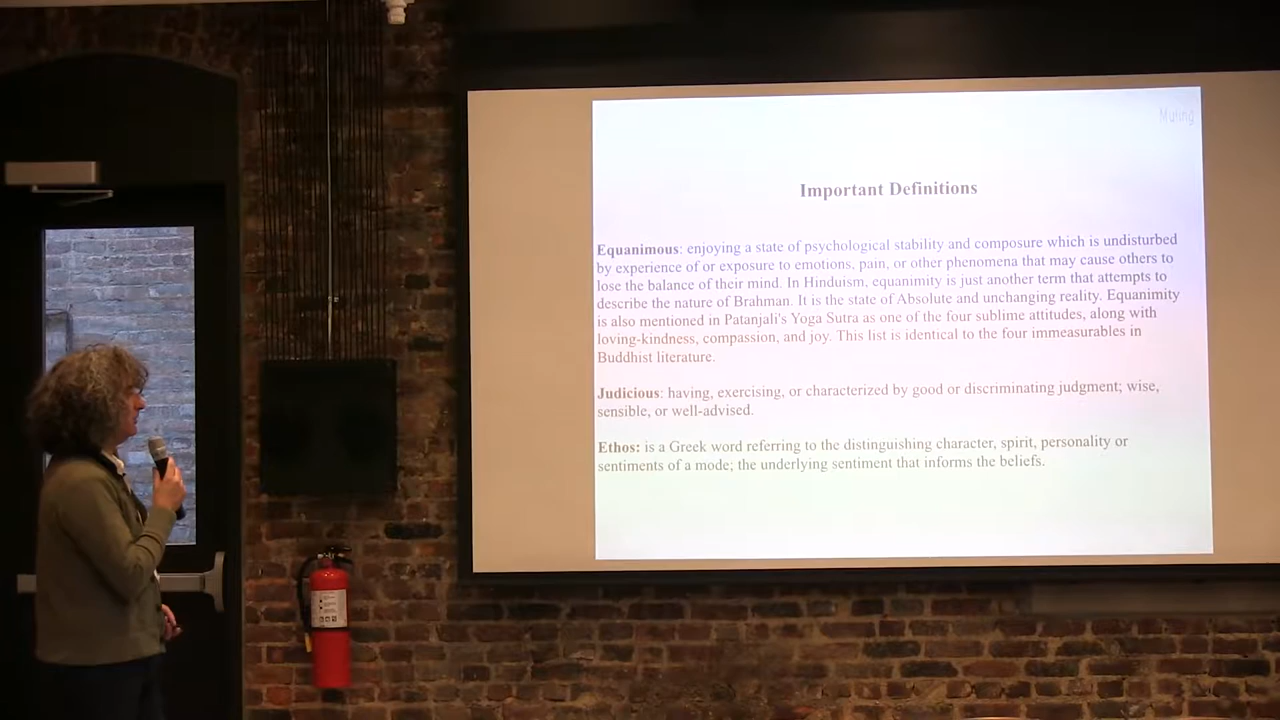 Muting
Important Definitions
Equanimous: enjoying a state of psychological stability and composure which is undisturbed
by experience of or exposure to emotions, pain, or other phenomena that may cause others to
lose the balance of their mind. In Hinduism, equanimity is just another term that attempts to
describe the nature of Brahman. It is the state of Absolute and unchanging reality. Equanimity
is also mentioned in Patanjali's Yoga Sutra as one of the four sublime attitudes, along with
loving-kindness, compassion, and joy. This list is identical to the four immeasurables in
Buddhist literature.
Judicious: having, exercising, or characterized by good or discriminating judgment; wise,
sensible, or well-advised.
Ethos: is a Greek word referring to the distinguishing character, spirit, personality or
sentiments of a mode; the underlying sentiment that informs the beliefs.